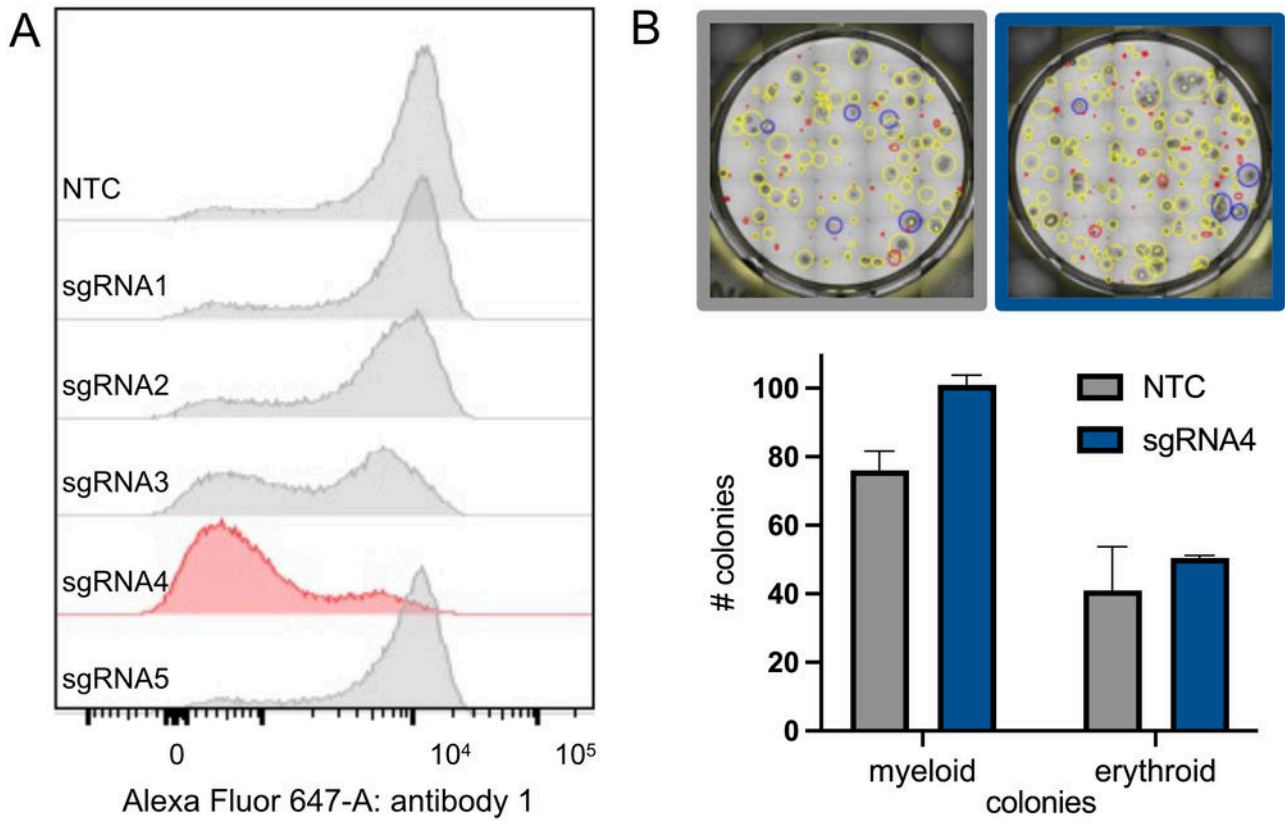 A
NTC
sgRNA1
sgRNA2
sgRNA3
sgRNA4
sgRNA5
0
10⁴
10⁵
Alexa Fluor 647-A: antibody 1
B
# colonies
100
80
60
40
20
0
NTC
sgRNA4
myeloid
erythroid
colonies